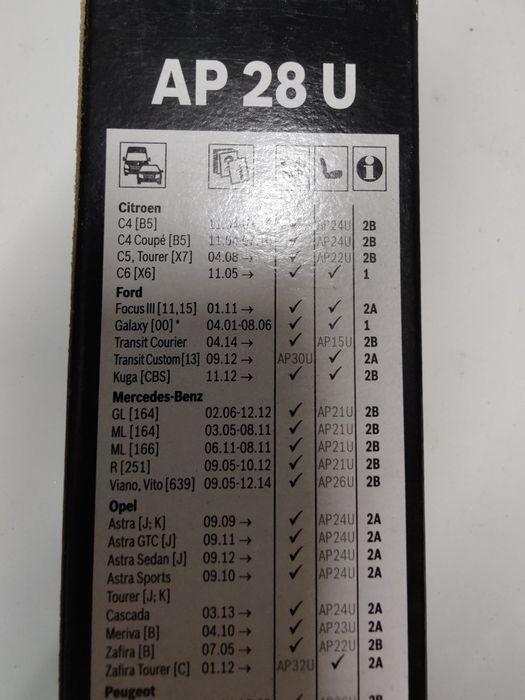 AP 28 U
Citroen
C4 [B5] AP24U 2B
C4 Coupé [B5] AP24U 2B
C5, Tourer [X7] 04.08 → ✓ AP22U 2B
C6 [X6] 11.05 → ✓ ✓ 1
Ford
Focus III [11,15] 01.11 → ✓ ✓ 2A
Galaxy [00] * 04.01-08.06 ✓ ✓ 1
Transit Courier 04.14 → ✓ AP15U 2B
Transit Custom [13] 09.12 → AP30U ✓ 2A
Kuga [CBS] 11.12 → ✓ ✓ 2B
Mercedes-Benz
GL [164] 02.06-12.12 ✓ AP21U 2B
ML [164] 03.05-08.11 ✓ AP21U 2B
ML [166] 06.11-08.11 ✓ AP21U 2B
R [251] 09.05-10.12 ✓ AP21U 2B
Viano, Vito [639] 09.05-12.14 ✓ AP26U 2B
Opel
Astra [J; K] 09.09 → ✓ AP24U 2A
Astra GTC [J] 09.11 → ✓ AP24U 2A
Astra Sedan [J] 09.12 → ✓ AP24U 2A
Astra Sports 09.10 → ✓ AP24U 2A
Tourer [J; K]
Cascada 03.13 → ✓ AP24U 2A
Meriva [B] 04.10 → ✓ AP23U 2A
Zafira [B] 07.05 → ✓ AP22U 2B
Zafira Tourer [C] 01.12 → AP32U ✓ 2A
Peugeot